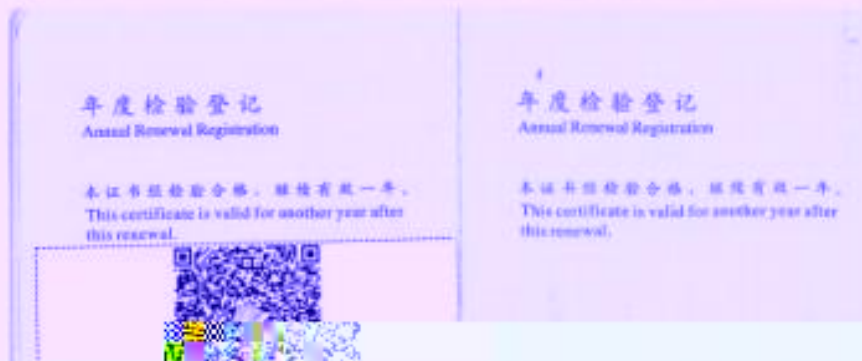 年度检验登记
Annual Renewal Registration
本证书经检验合格，继续有效一年。
This certificate is valid for another year after
this renewal.
年度检验登记
Annual Renewal Registration
本证书经检验合格，继续有效一年。
This certificate is valid for another year after
this renewal.